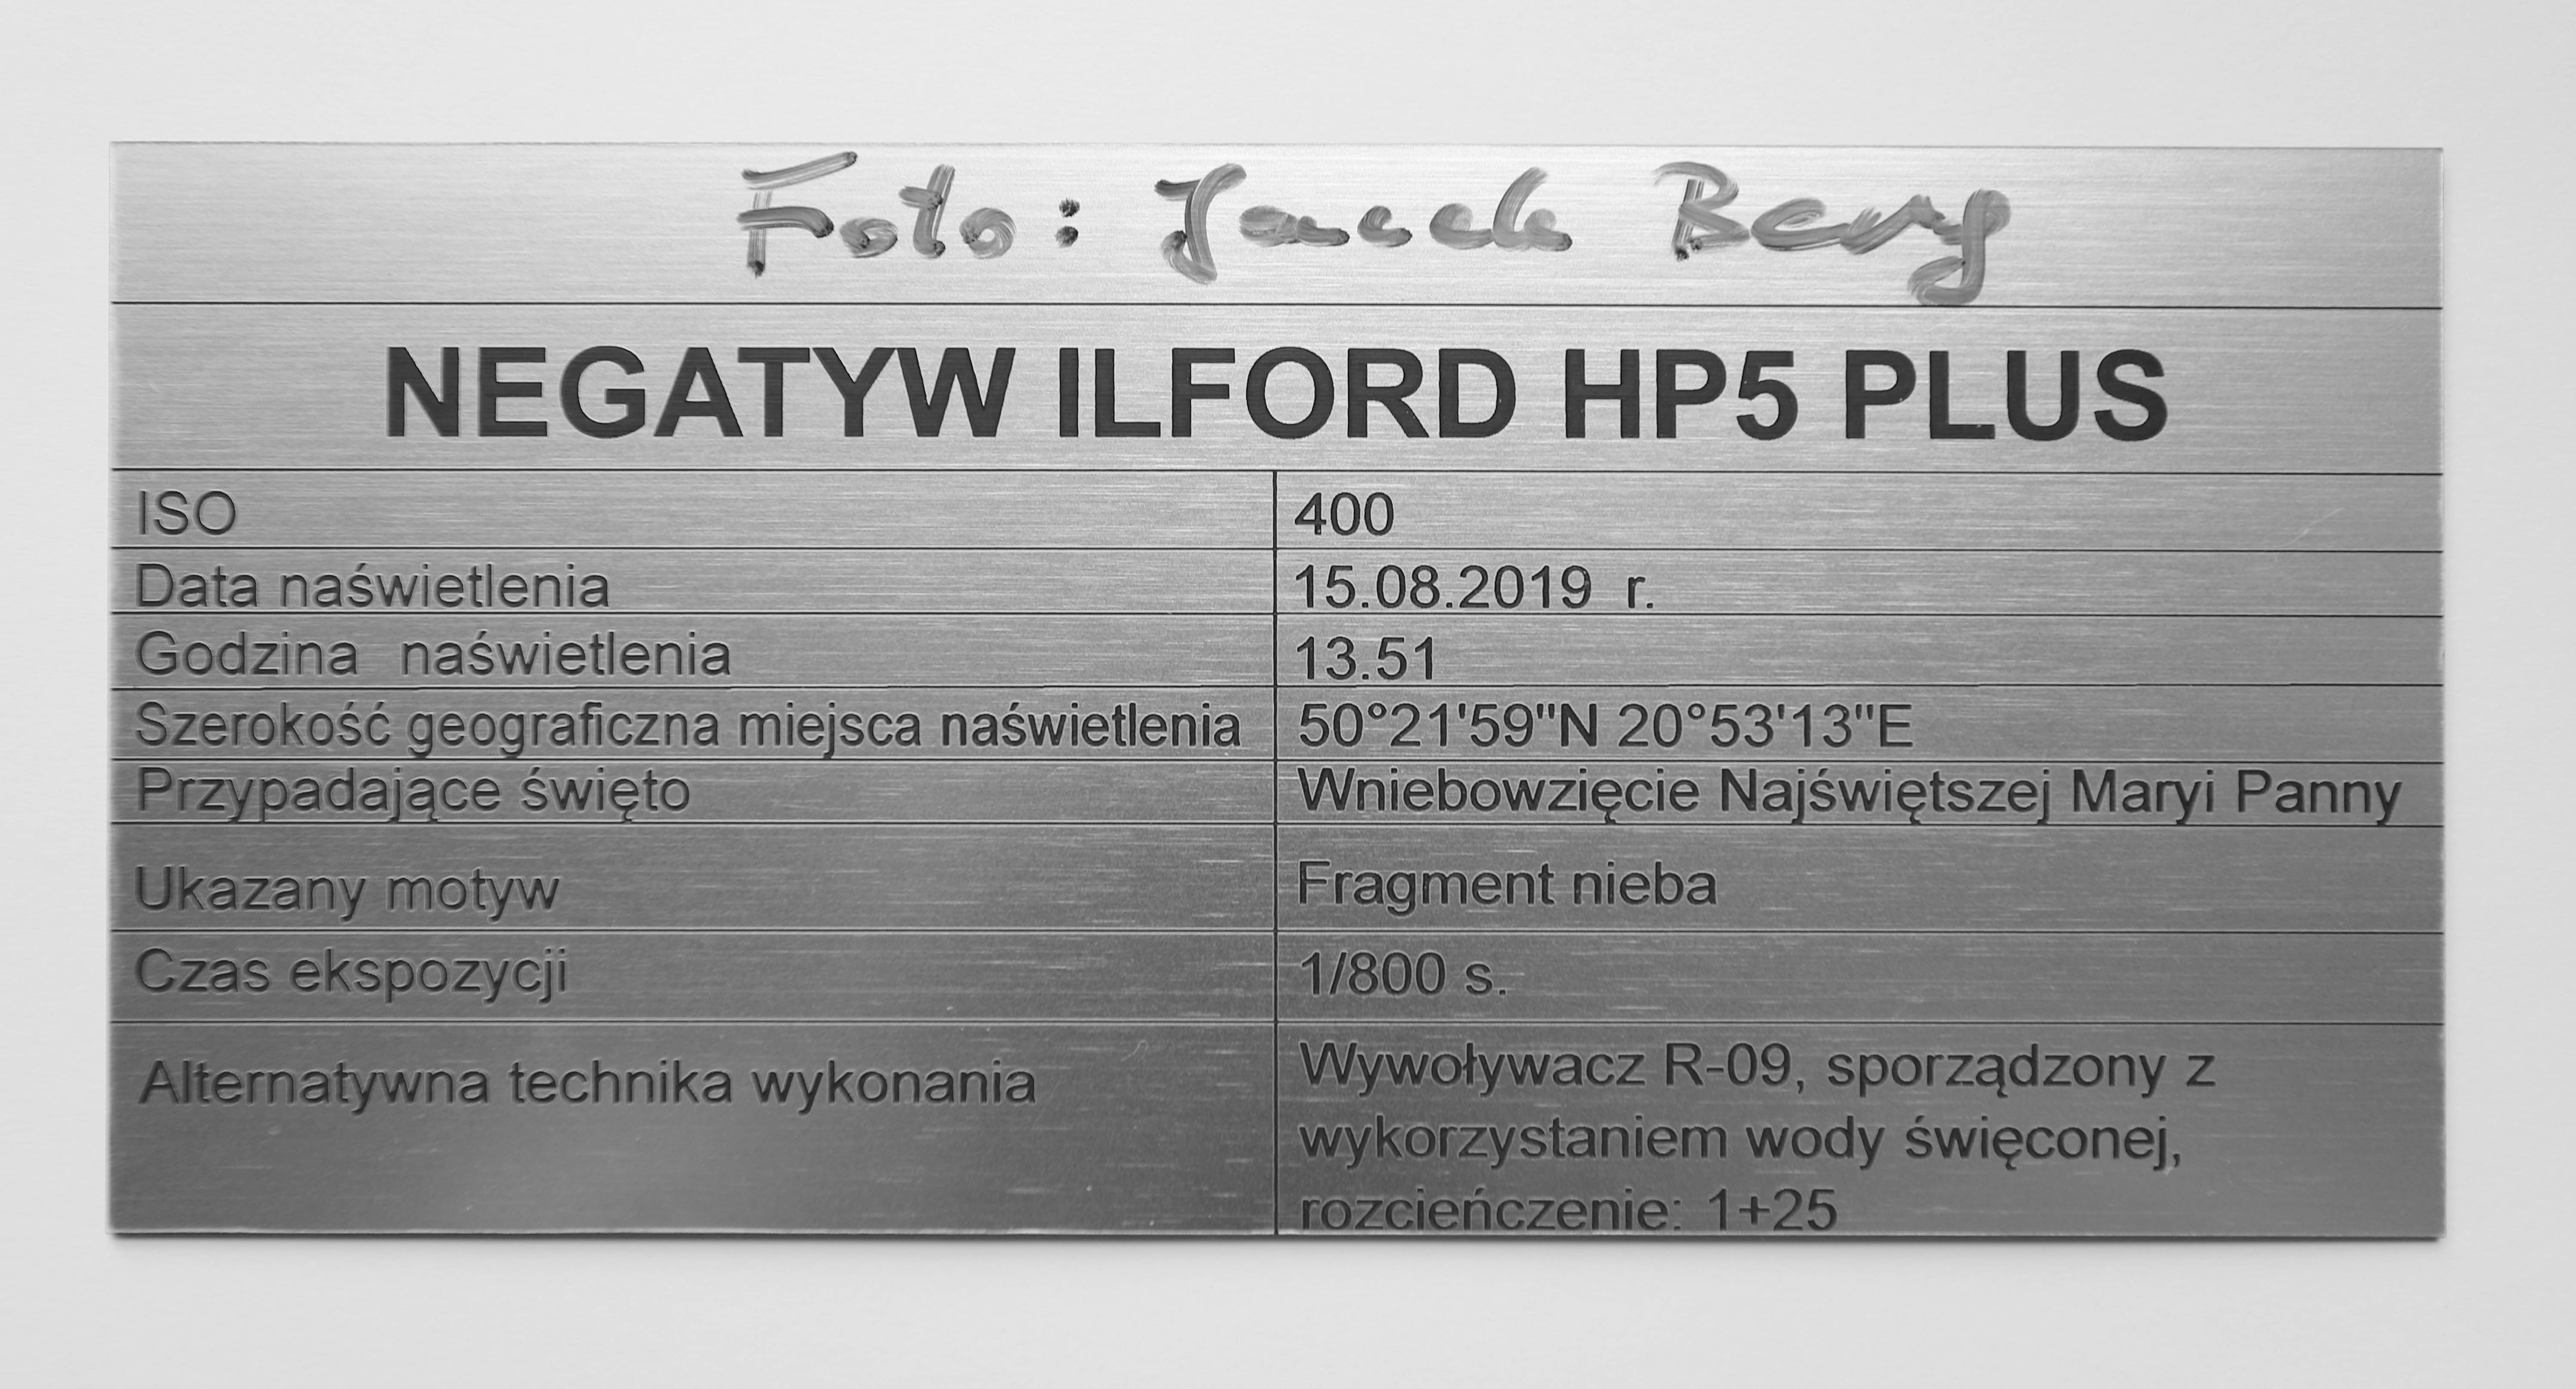 Foto: Jacek Berg
NEGATYW ILFORD HP5 PLUS
ISO 400
Data naświetlenia 15.08.2019 r.
Godzina naświetlenia 13.51
Szerokość geograficzna miejsca naświetlenia 50°21'59"N 20°53'13"E
Przypadające święto Wniebowzięcie Najświętszej Maryi Panny
Ukazany motyw Fragment nieba
Czas ekspozycji 1/800 s.
Alternatywna technika wykonania Wywoływacz R-09, sporządzony z
wykorzystaniem wody święconej,
rozcieńczenie: 1+25